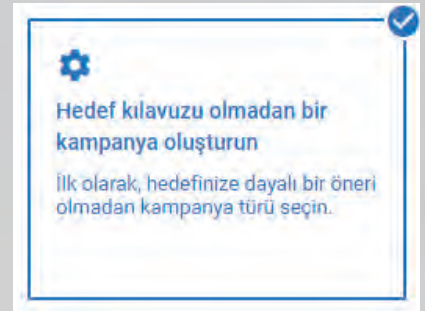 Hedef kılavuzu olmadan bir
kampanya oluşturun
İlk olarak, hedefinize dayalı bir öneri
olmadan kampanya türü seçin.